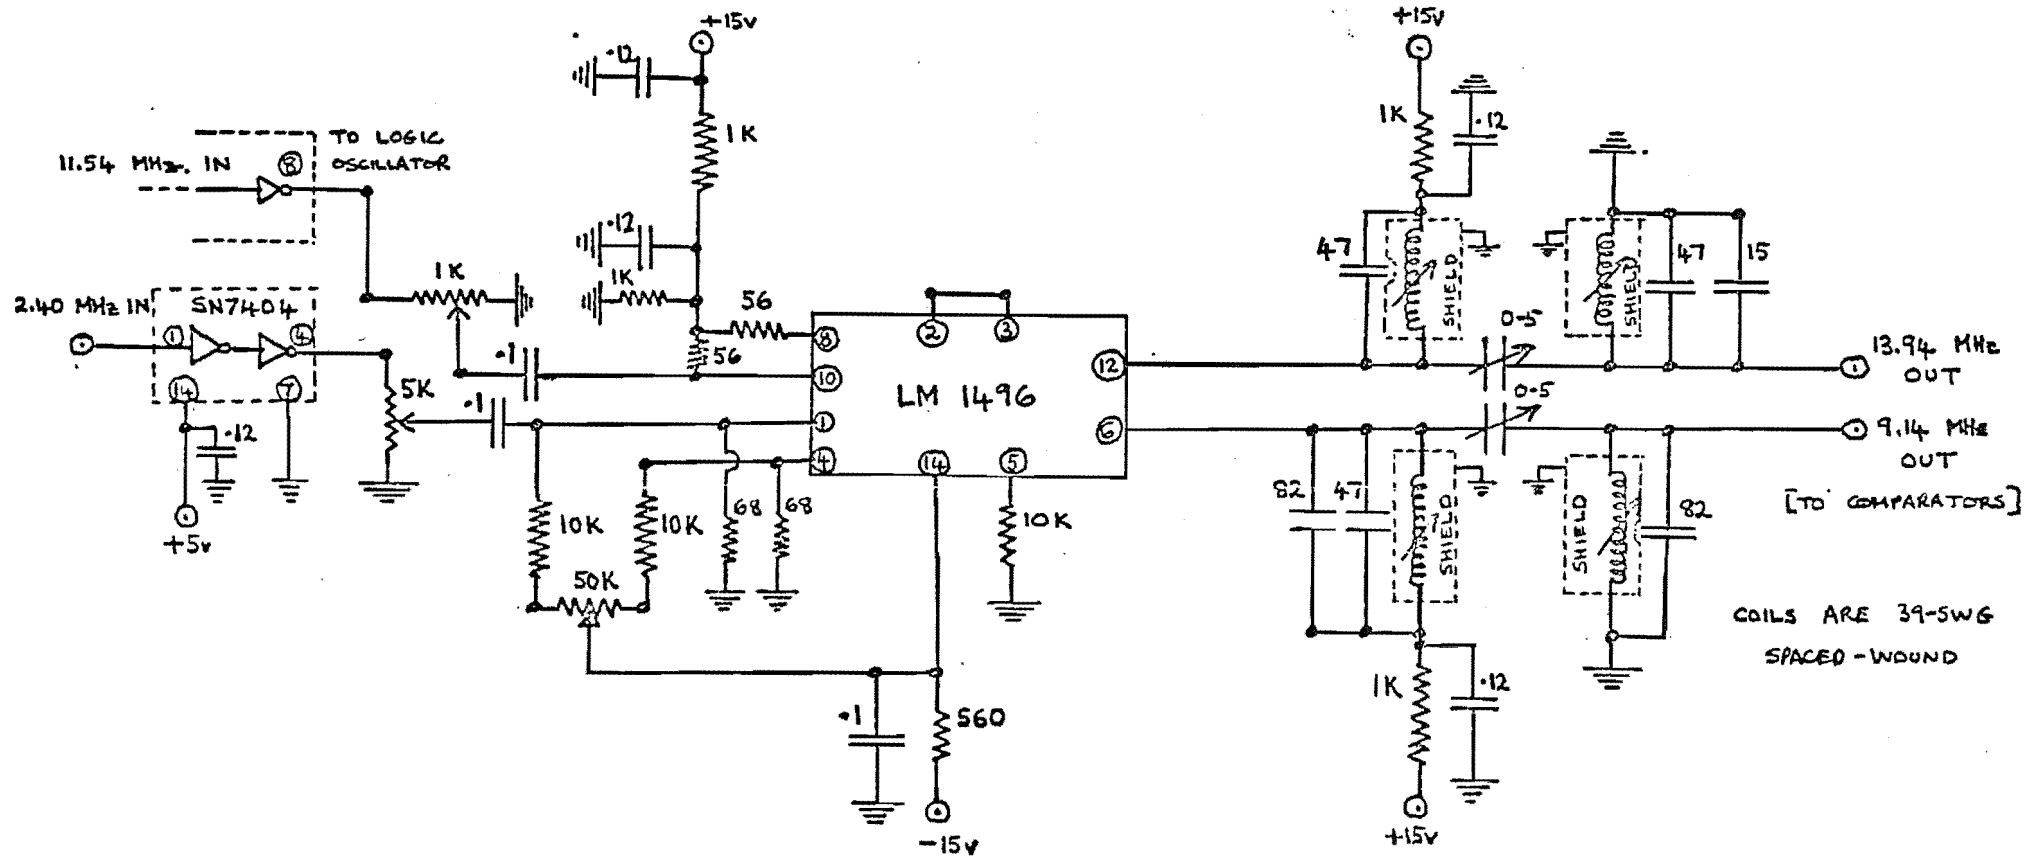 +15v
.12
1K
TO LOGIC
OSCILLATOR
11.54 MHz. IN
8
.12
1K
1K
56
56
2.40 MHz IN
SN7404
1
4
14
7
5K
.12
+5v
.1
.1
8
10
1
4
2
3
12
6
14
5
LM 1496
10K
10K
50K
68
68
10K
.1
560
-15v
+15v
1K
.12
47
SHIELD
SHIELD
47
15
0-5
0-5
13.94 MHz
OUT
9.14 MHz
OUT
[TO COMPARATORS]
82
47
SHIELD
SHIELD
82
1K
.12
+15v
COILS ARE 39-SWG
SPACED-WOUND